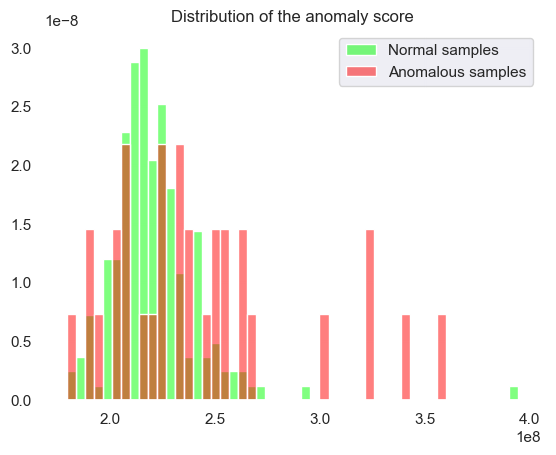 Distribution of the anomaly score
1e−8
Normal samples
Anomalous samples
3.0
2.5
2.0
1.5
1.0
0.5
0.0
2.0 2.5 3.0 3.5 4.0
1e8